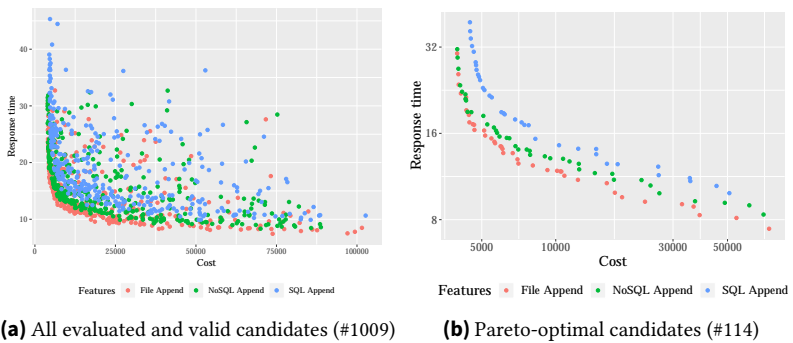 Response time
40
30
20
10
0
25000
50000
75000
100000
Cost
Features File Append NoSQL Append SQL Append
(a) All evaluated and valid candidates (#1009)
Response time
32
16
8
5000
10000
30000
50000
Cost
Features File Append NoSQL Append SQL Append
(b) Pareto-optimal candidates (#114)